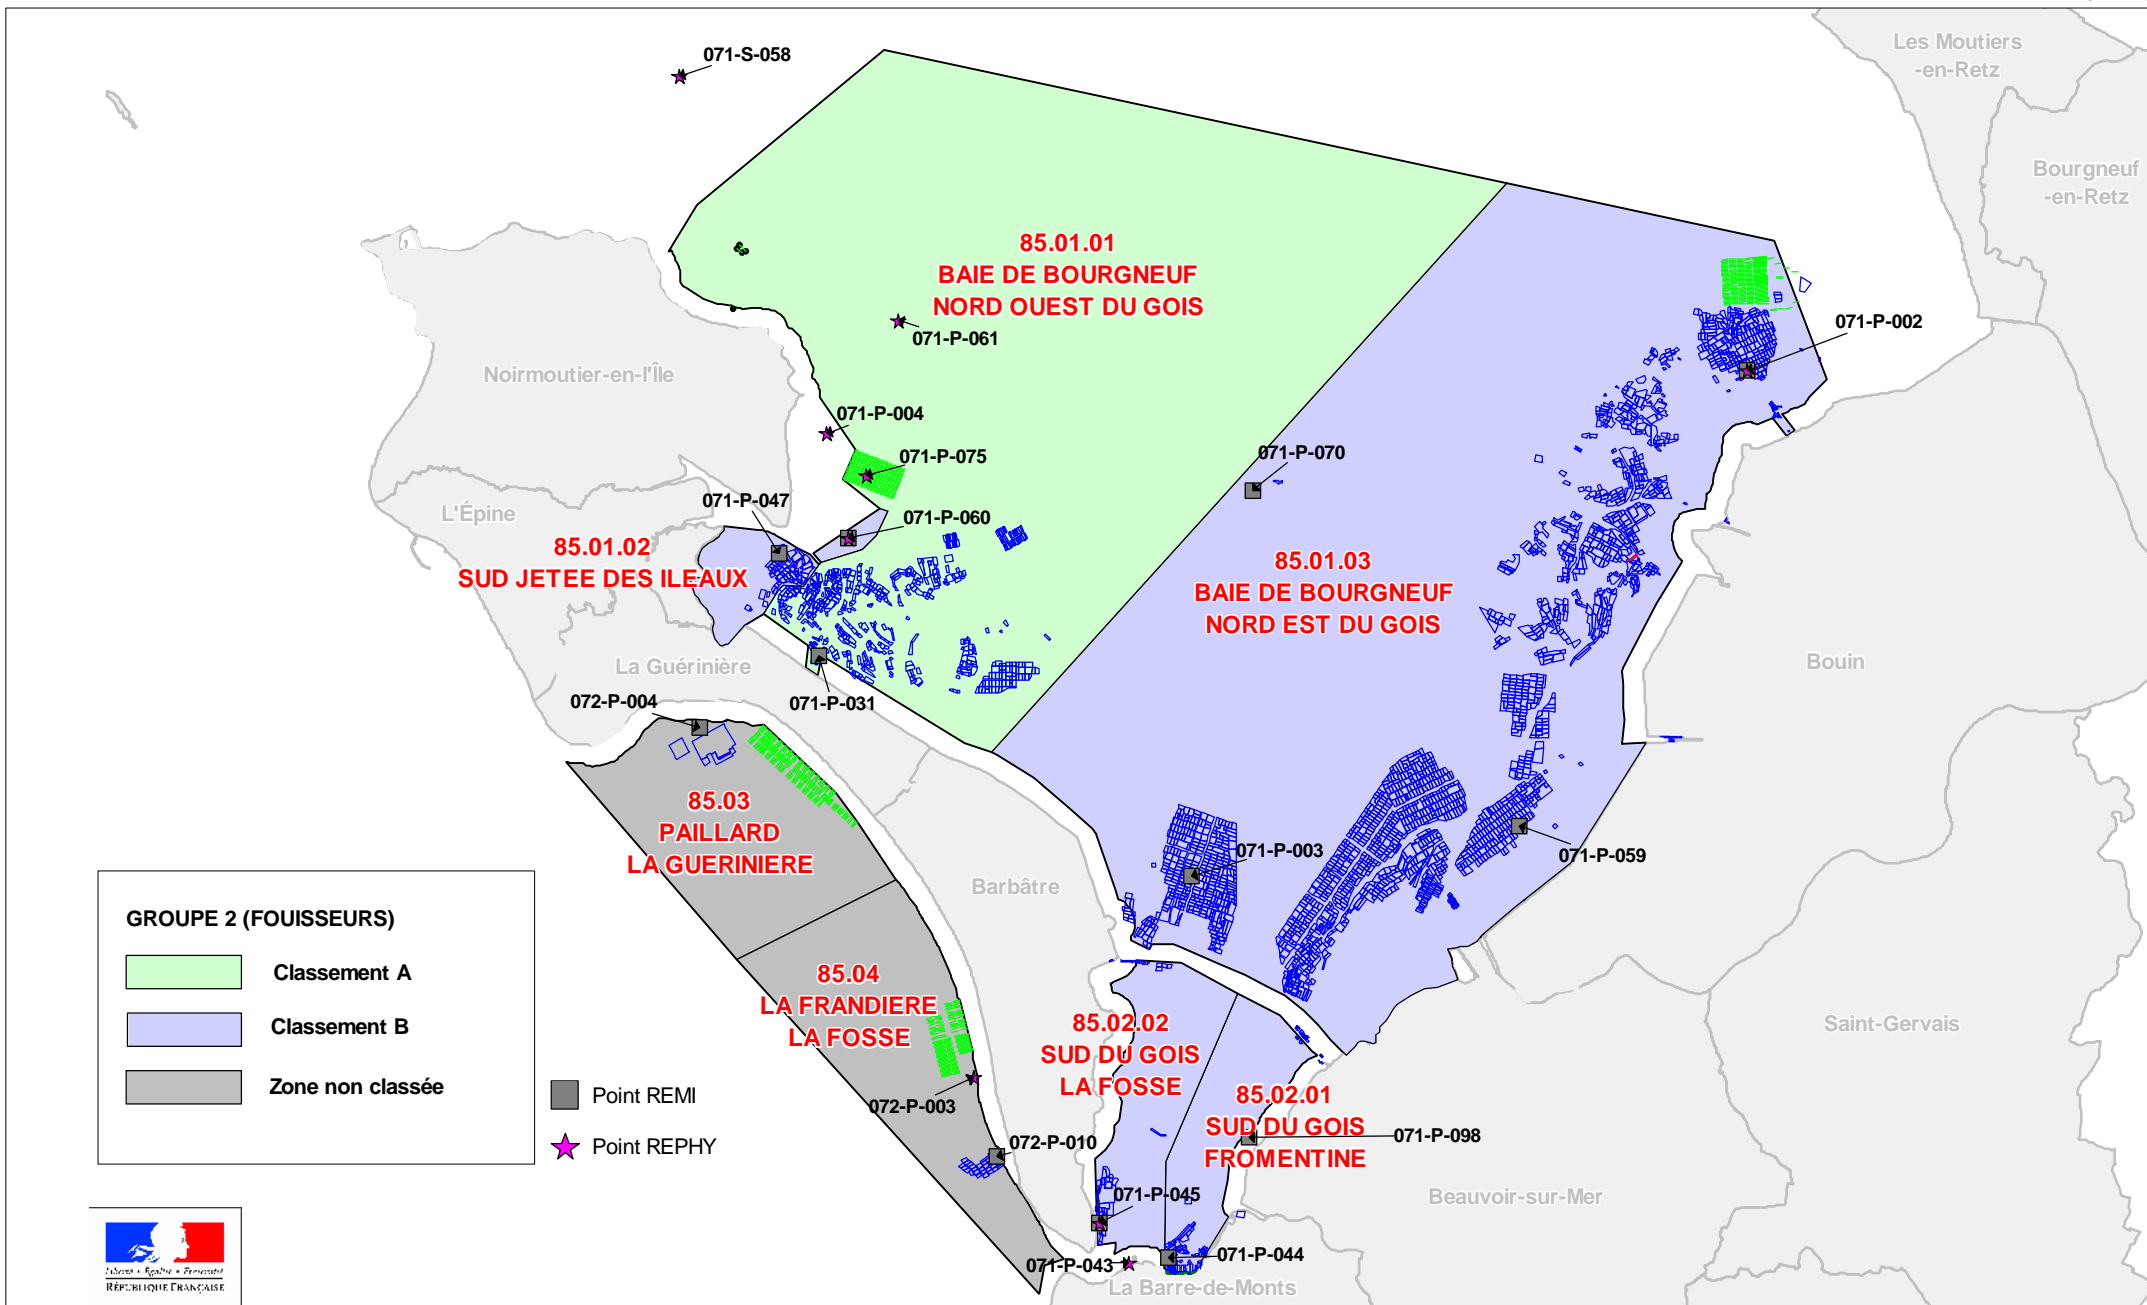 071-S-058
Les Moutiers
-en-Retz
Bourgneuf
-en-Retz
85.01.01
BAIE DE BOURGNEUF
NORD OUEST DU GOIS
071-P-061
071-P-002
Noirmoutier-en-l'Île
071-P-004
071-P-075
071-P-070
071-P-047
L'Épine
071-P-060
85.01.02
SUD JETEE DES ILEAUX
85.01.03
BAIE DE BOURGNEUF
NORD EST DU GOIS
La Guérinière
Bouin
072-P-004
071-P-031
85.03
PAILLARD
LA GUERINIERE
071-P-003
071-P-059
Barbâtre
GROUPE 2 (FOUISSEURS)
Classement A
Classement B
Zone non classée
85.04
LA FRANDIERE
LA FOSSE
85.02.02
SUD DU GOIS
LA FOSSE
Saint-Gervais
85.02.01
SUD DU GOIS
FROMENTINE
Point REMI
Point REPHY
072-P-003
072-P-010
071-P-098
071-P-045
Beauvoir-sur-Mer
071-P-043
071-P-044
La Barre-de-Monts
Liberté • Égalité • Fraternité
RÉPUBLIQUE FRANÇAISE